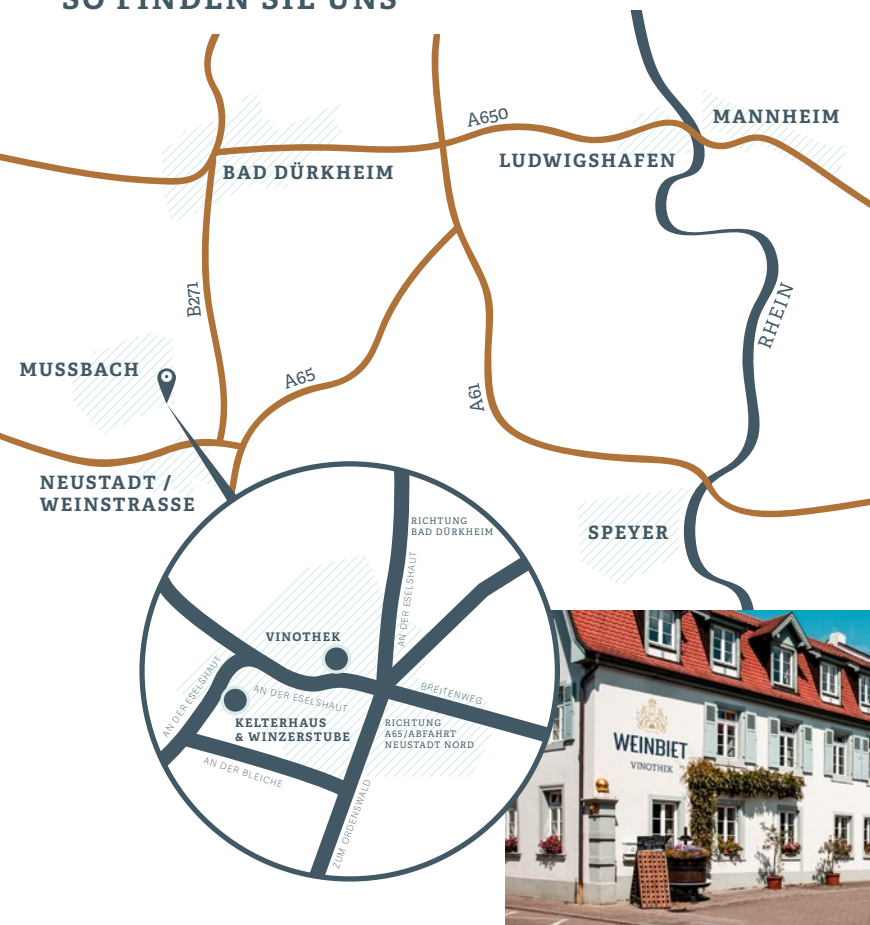 SO FINDEN SIE UNS
A650
MANNHEIM
LUDWIGSHAFEN
BAD DÜRKHEIM
B271
RHEIN
MUSSBACH
A65
A61
NEUSTADT /
WEINSTRASSE
SPEYER
RICHTUNG
BAD DÜRKHEIM
AN DER ESELSHAUT
VINOTHEK
AN DER ESELSHAUT
AN DER ESELSHAUT
BREITENWEG
KELTERHAUS
& WINZERSTUBE
RICHTUNG
A65/ABFAHRT
NEUSTADT NORD
AN DER BLEICHE
ZUM ORDENSWALD
WEINBIET
VINOTHEK